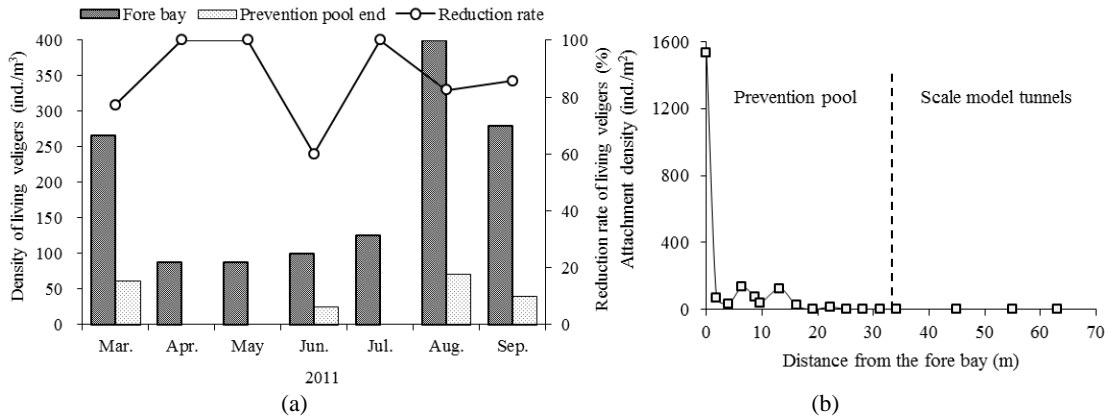 Fore bay Prevention pool end Reduction rate
Density of living veligers (ind./m³)
400
350
300
250
200
150
100
50
0
100
80
60
40
20
0
Reduction rate of living veligers (%)
Mar. Apr. May Jun. Jul. Aug. Sep.
2011
(a)
Attachment density (ind./m²)
1600
1200
800
400
0
Prevention pool Scale model tunnels
0 10 20 30 40 50 60 70
Distance from the fore bay (m)
(b)